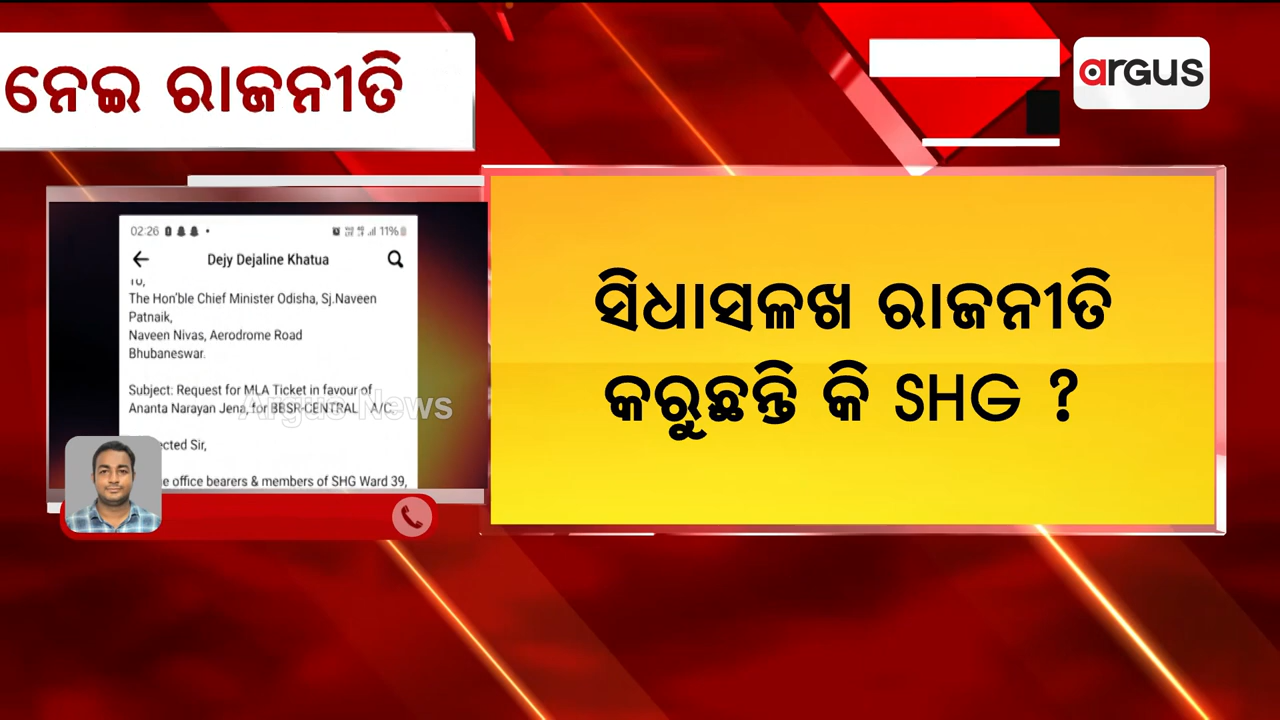 ନେଇ ରାଜନୀତି
argus
02:26
11%
Dejy Dejaline Khatua
To,
The Hon'ble Chief Minister Odisha, Sj.Naveen
Patnaik,
Naveen Nivas, Aerodrome Road
Bhubaneswar.
Subject: Request for MLA Ticket in favour of
Ananta Narayan Jena, for BBSR-CENTRAL A/C.
Argus News
ected Sir,
e office bearers & members of SHG Ward 39,
ସିଧାସଳଖ ରାଜନୀତି
କରୁଛନ୍ତି କି SHG ?